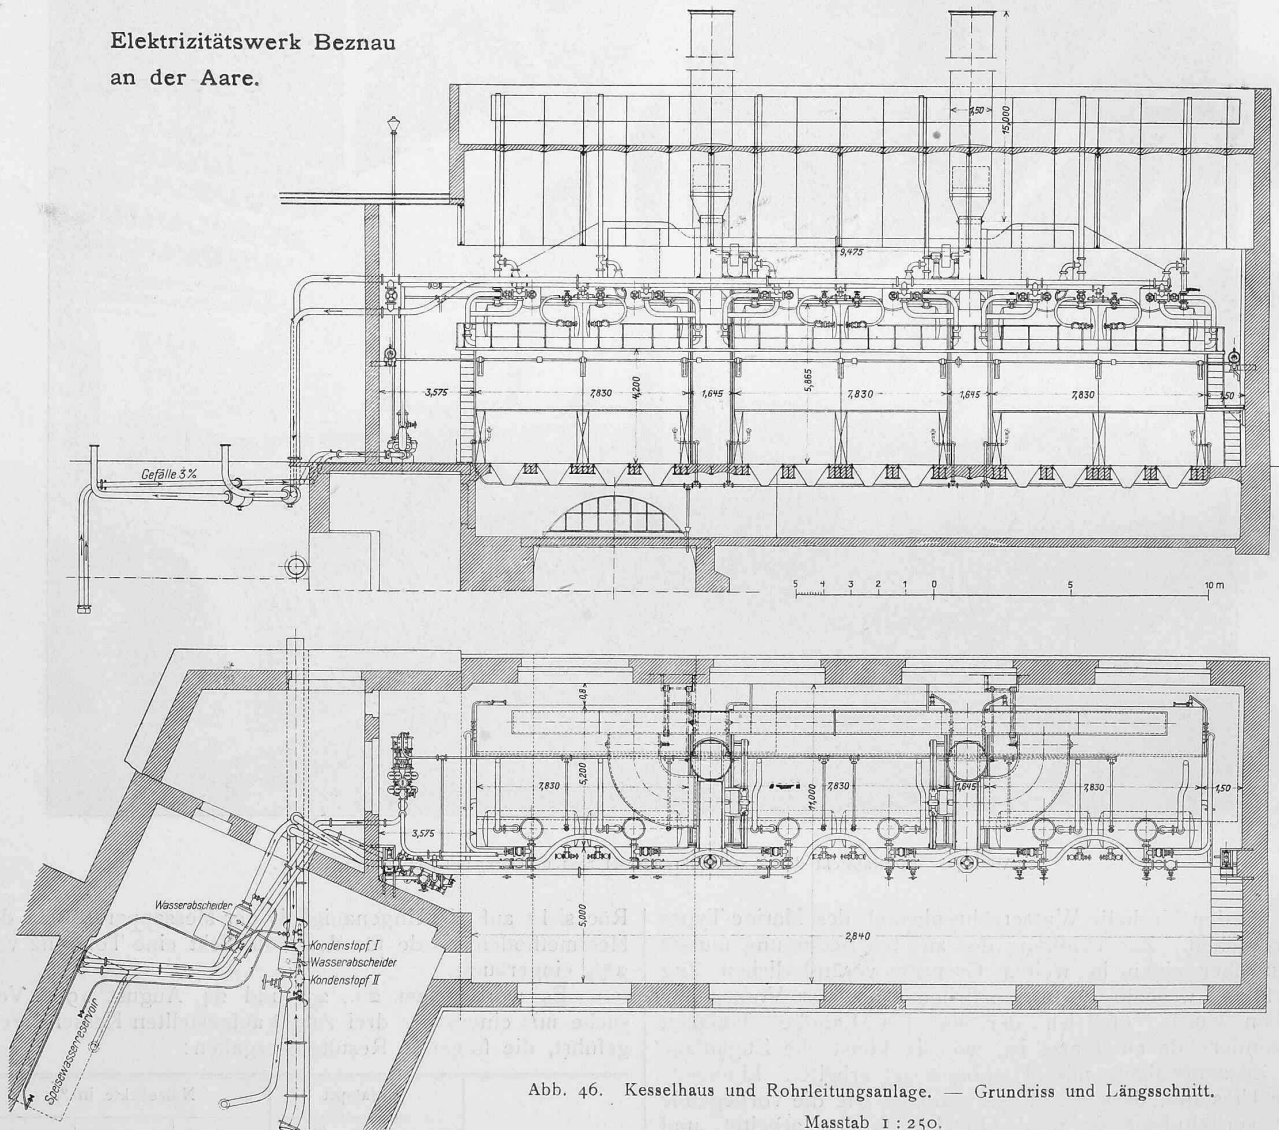 Elektrizitätswerk Beznau
an der Aare.
1,50
15,000
9,475
3,575
7,830
4,200
1,645
5,865
7,830
1,645
7,830
1,50
Gefälle 3%
5 4 3 2 1 0 5 10 m
0,8
7,830
5,200
11,000
7,830
1,645
7,830
1,50
3,575
5,000
2,840
Wasserabscheider
Kondenstopf I
Wasserabscheider
Kondenstopf II
Speisewasserreservoir
Abb. 46. Kesselhaus und Rohrleitungsanlage. — Grundriss und Längsschnitt.
Masstab 1 : 250.